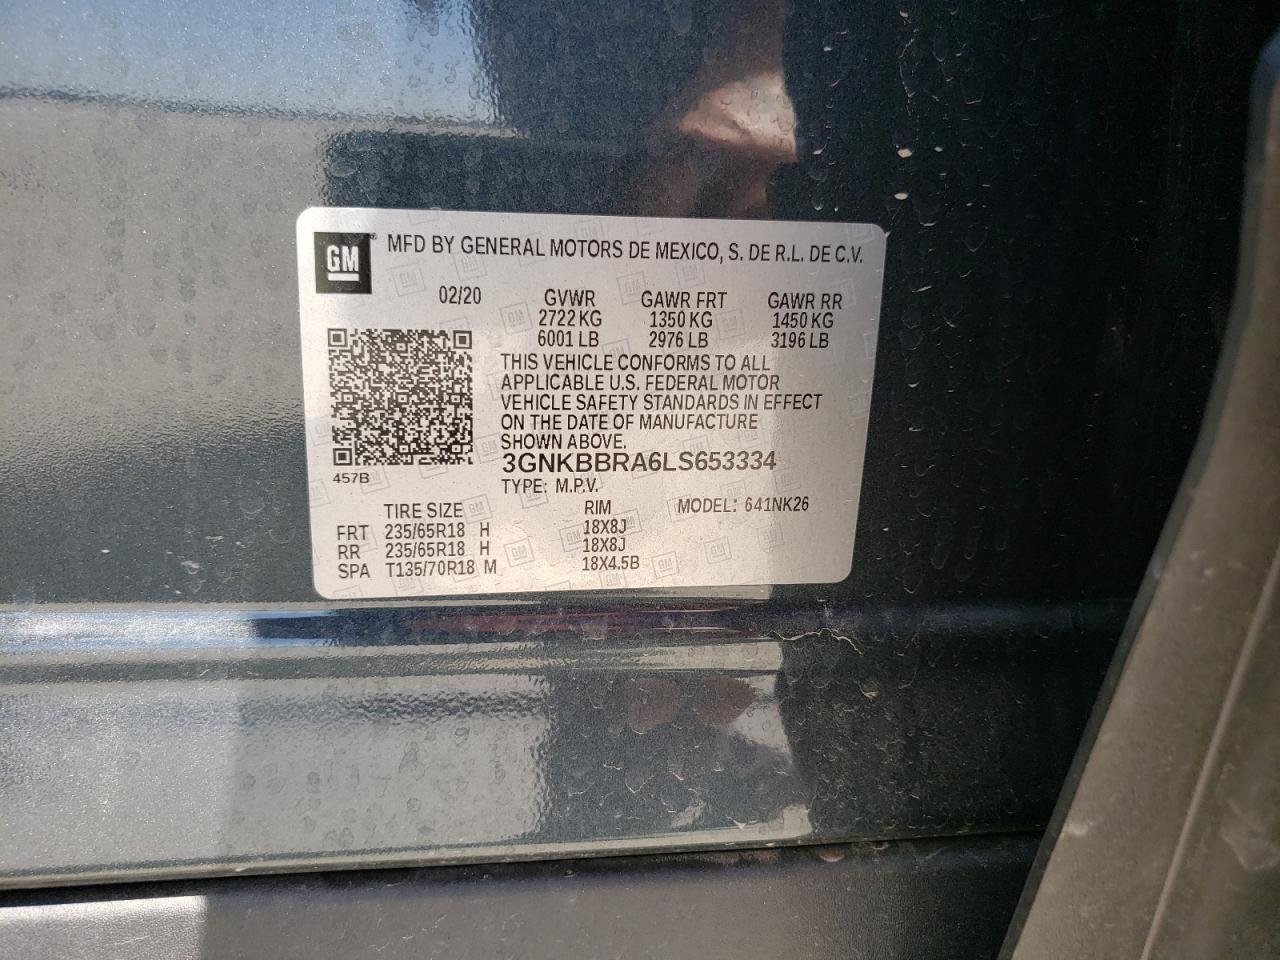 GM ® MFD BY GENERAL MOTORS DE MEXICO, S. DE R.L. DE C.V.
02/20 GVWR GAWR FRT GAWR RR
2722 KG 1350 KG 1450 KG
6001 LB 2976 LB 3196 LB
THIS VEHICLE CONFORMS TO ALL
APPLICABLE U.S. FEDERAL MOTOR
VEHICLE SAFETY STANDARDS IN EFFECT
ON THE DATE OF MANUFACTURE
SHOWN ABOVE.
3GNKBBRA6LS653334
457B
TYPE: M.P.V.
TIRE SIZE RIM MODEL: 641NK26
FRT 235/65R18 H 18X8J
RR 235/65R18 H 18X8J
SPA T135/70R18 M 18X4.5B